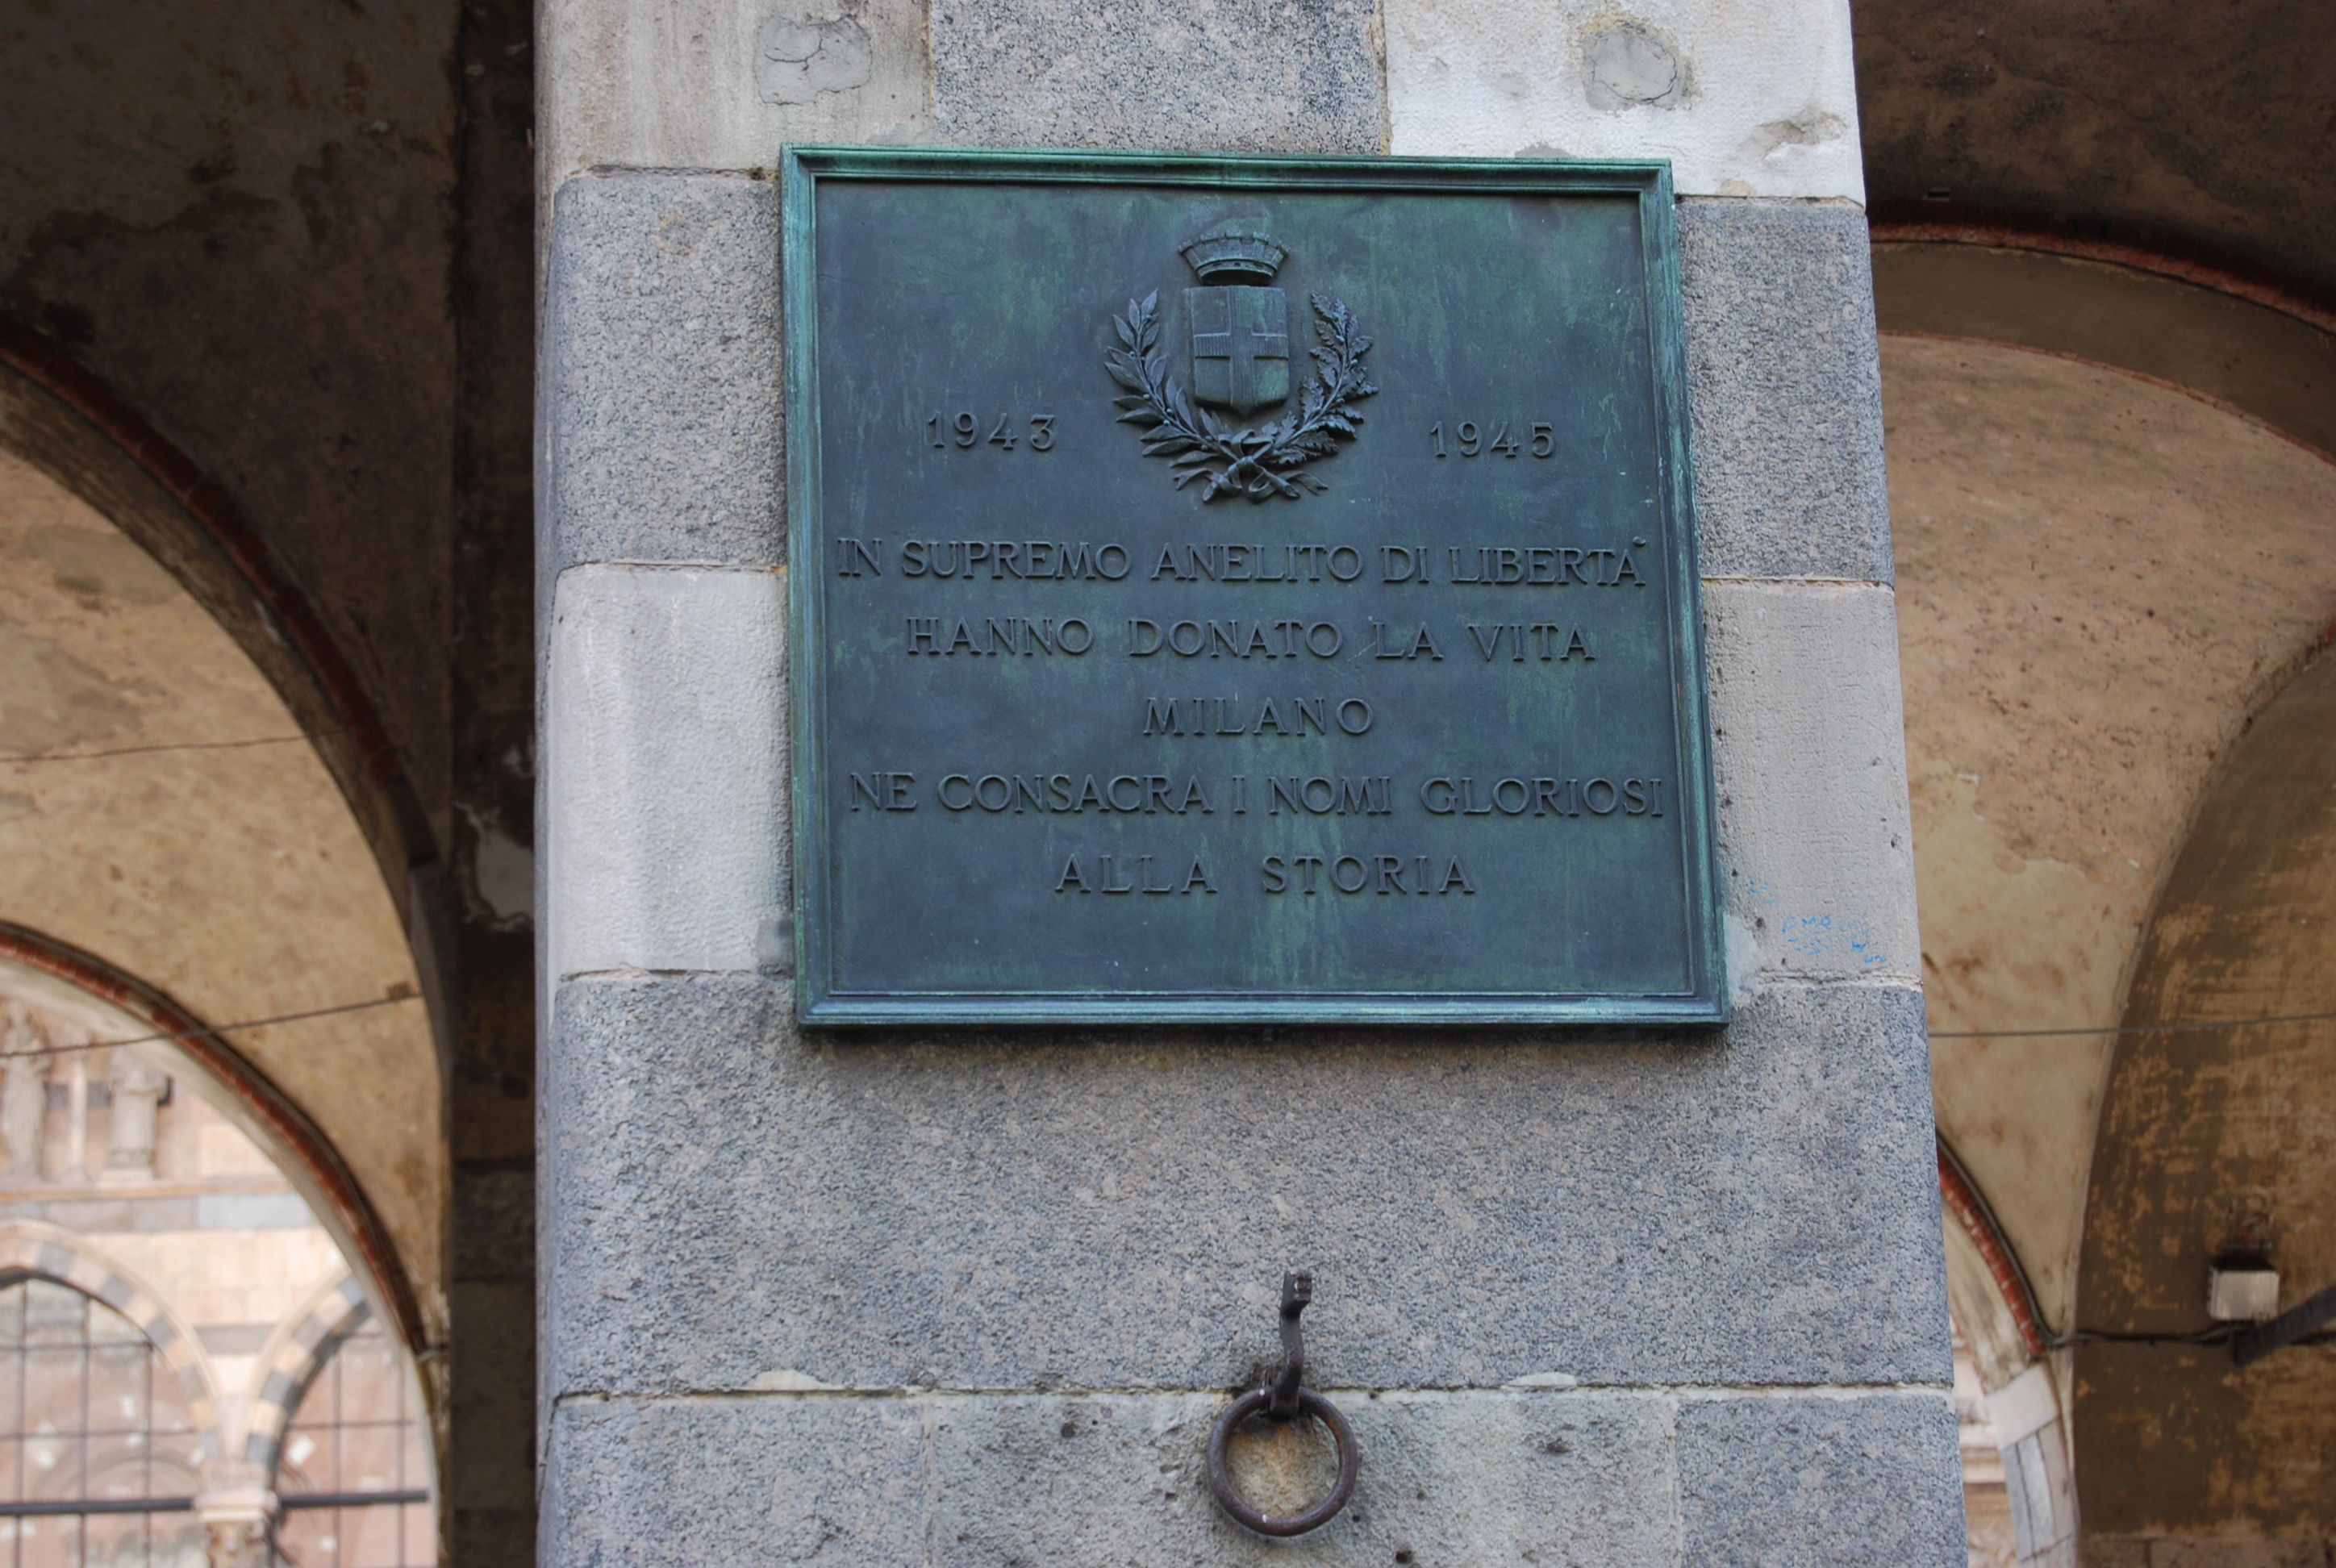 1943 1945
IN SUPREMO ANELITO DI LIBERTÀ
HANNO DONATO LA VITA
MILANO
NE CONSACRA I NOMI GLORIOSI
ALLA STORIA